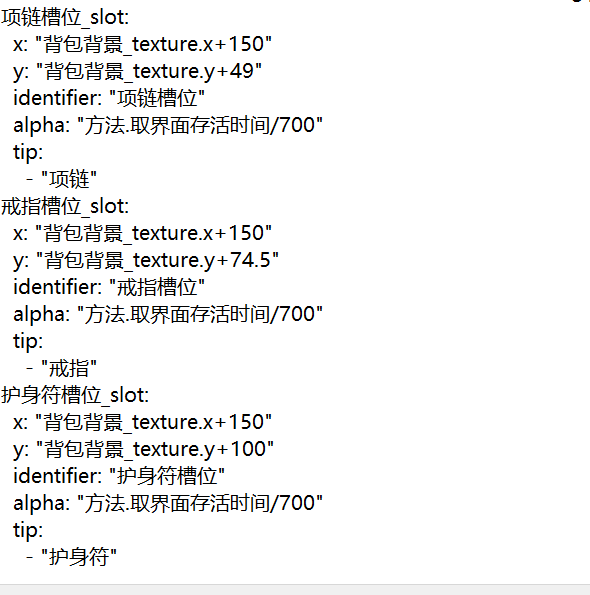 项链槽位_slot:
  x: "背包背景_texture.x+150"
  y: "背包背景_texture.y+49"
  identifier: "项链槽位"
  alpha: "方法.取界面存活时间/700"
  tip:
    - "项链"
戒指槽位_slot:
  x: "背包背景_texture.x+150"
  y: "背包背景_texture.y+74.5"
  identifier: "戒指槽位"
  alpha: "方法.取界面存活时间/700"
  tip:
    - "戒指"
护身符槽位_slot:
  x: "背包背景_texture.x+150"
  y: "背包背景_texture.y+100"
  identifier: "护身符槽位"
  alpha: "方法.取界面存活时间/700"
  tip:
    - "护身符"